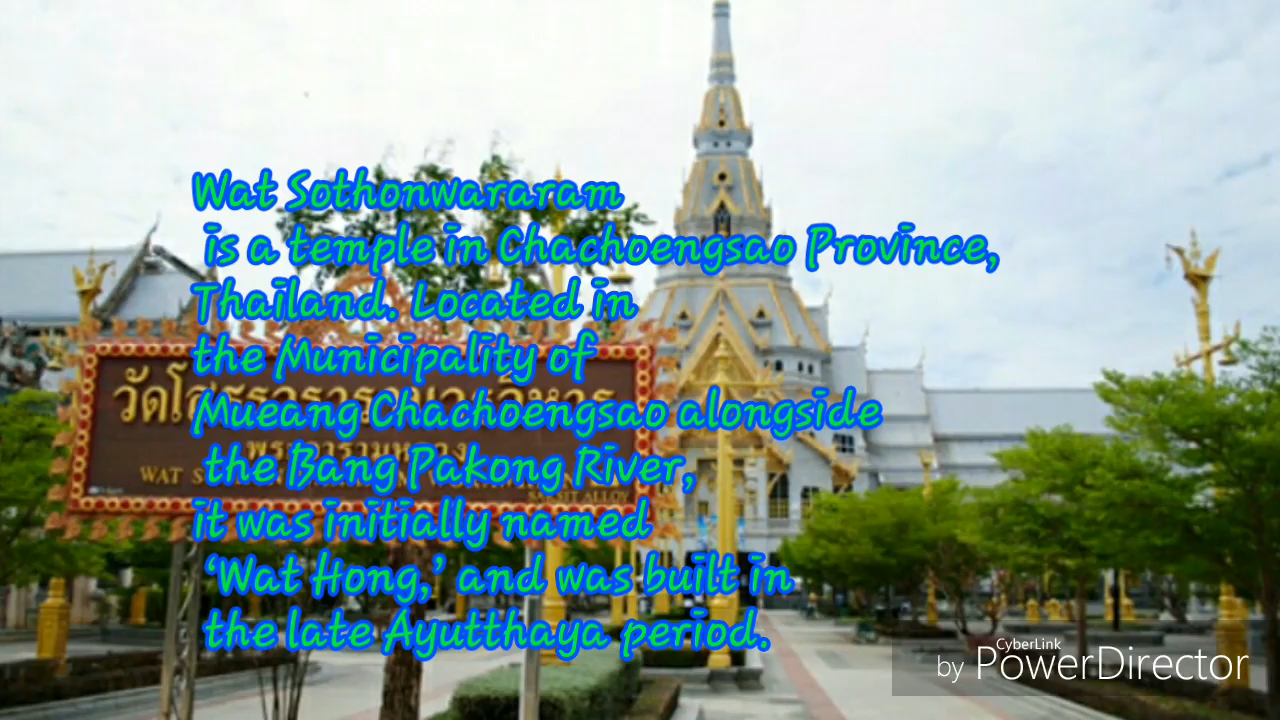 Wat Sothonwararam
is a temple in Chachoengsao Province,
Thailand. Located in
the Municipality of
Mueang Chachoengsao alongside
the Bang Pakong River,
it was initially named
‘Wat Hong,’ and was built in
the late Ayutthaya period.
WAT
CyberLink
by PowerDirector